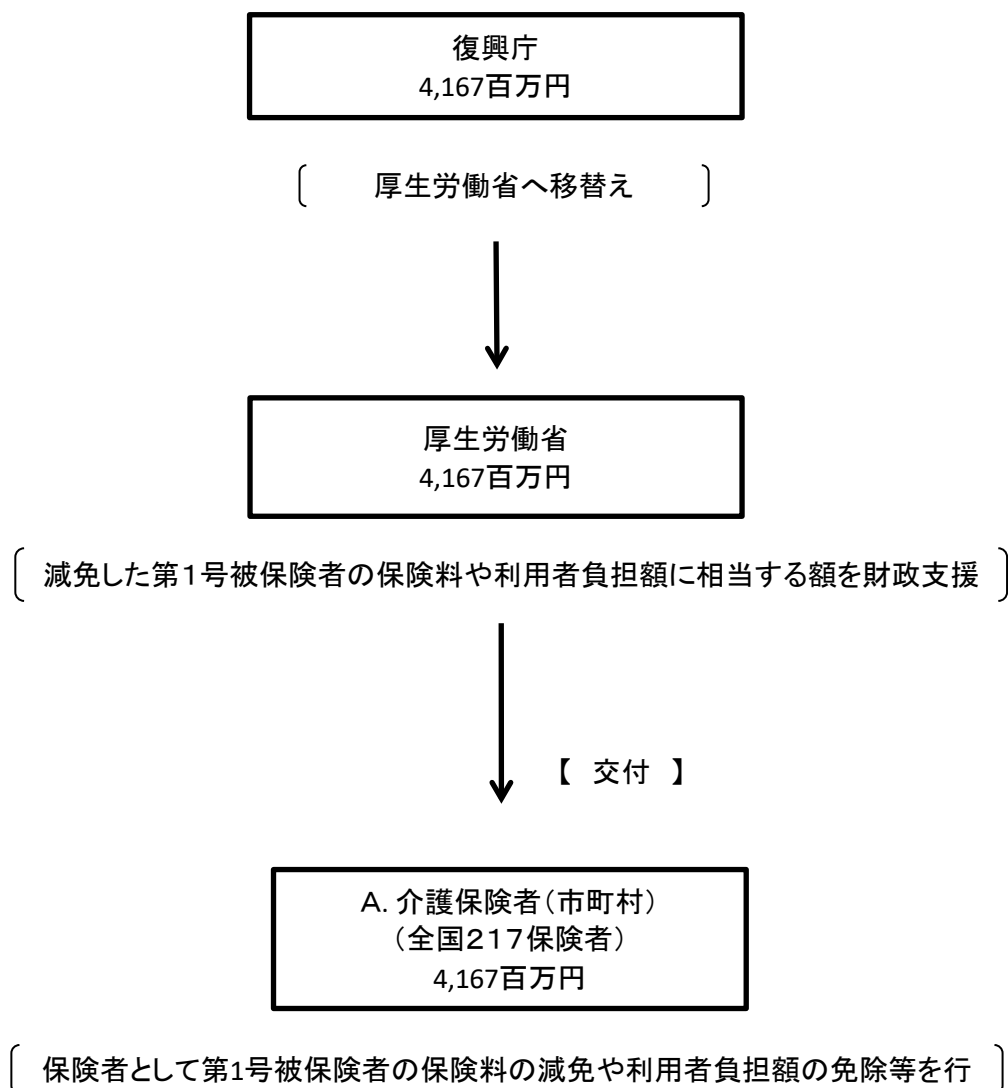 復興庁
4,167百万円
厚生労働省へ移替え
厚生労働省
4,167百万円
減免した第1号被保険者の保険料や利用者負担額に相当する額を財政支援
【　交付　】
A. 介護保険者(市町村)
(全国217保険者)
4,167百万円
保険者として第1号被保険者の保険料の減免や利用者負担額の免除等を行